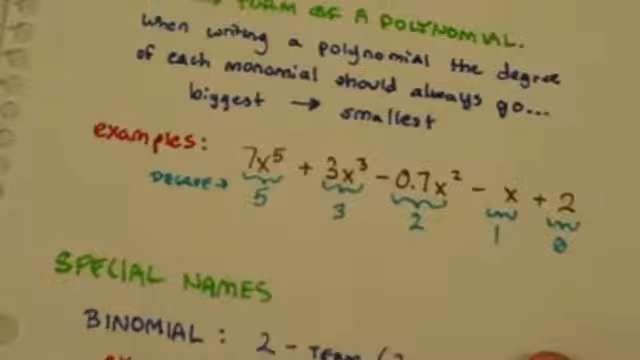 FORM OF A POLYNOMIAL.
when writing a polynomial the degree
of each monomial should always go...
biggest → smallest
examples: 7x⁵ + 3x³ - 0.7x² - x + 2
DEGREE → 5 3 2 1 0
SPECIAL NAMES
BINOMIAL: 2 - TERM